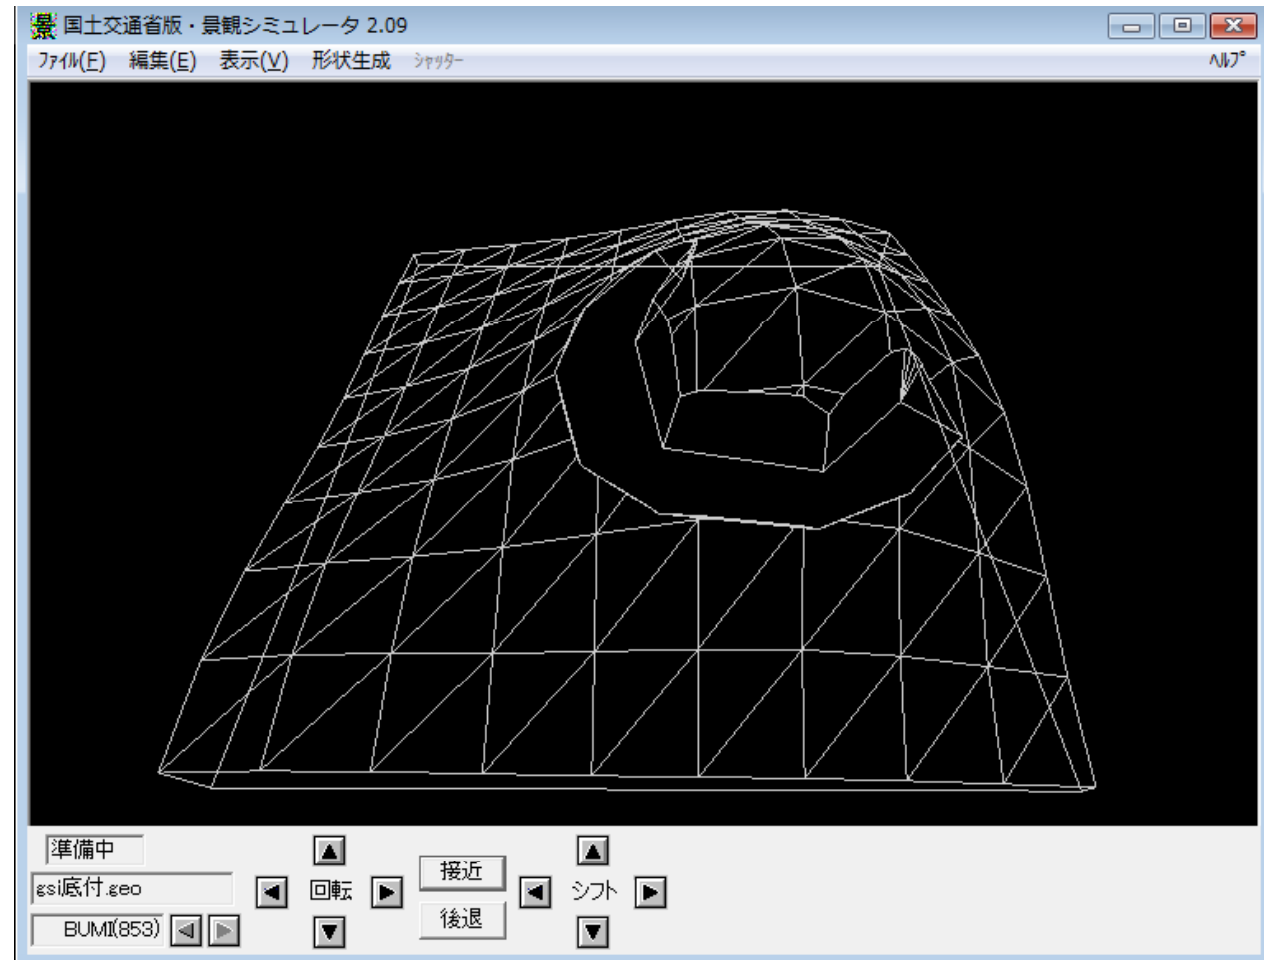 景 国土交通省版・景観シミュレータ 2.09
ﾌｧｲﾙ(F) 編集(E) 表示(V) 形状生成 ｼｬｯﾀｰ ﾍﾙﾌﾟ
準備中
gsi底付.geo
BUMI(853)
回転
接近
後退
シフト